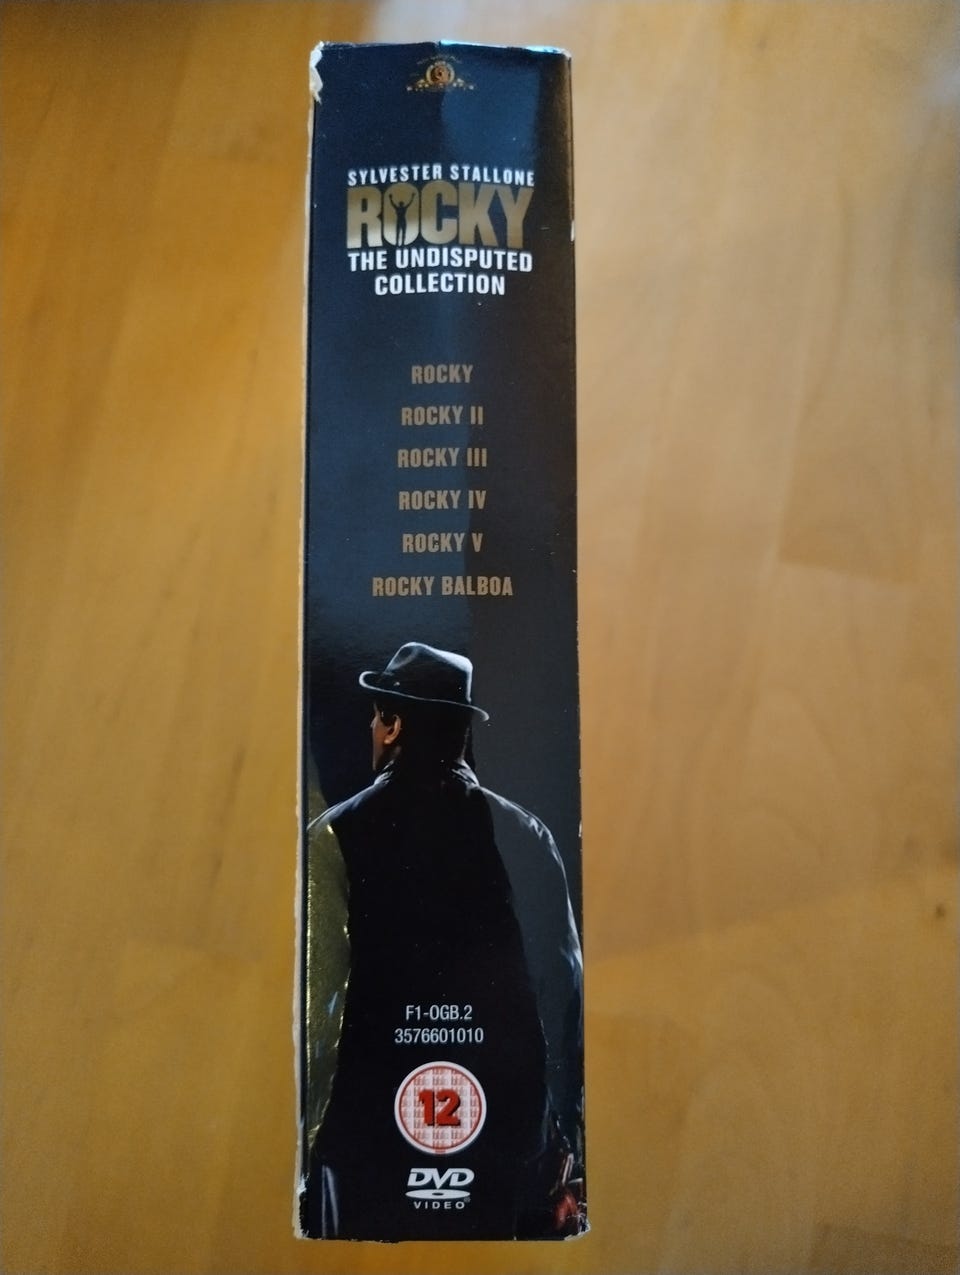 SYLVESTER STALLONE
ROCKY
THE UNDISPUTED
COLLECTION
ROCKY
ROCKY II
ROCKY III
ROCKY IV
ROCKY V
ROCKY BALBOA
F1-OGB.2
3576601010
12
DVD
VIDEO